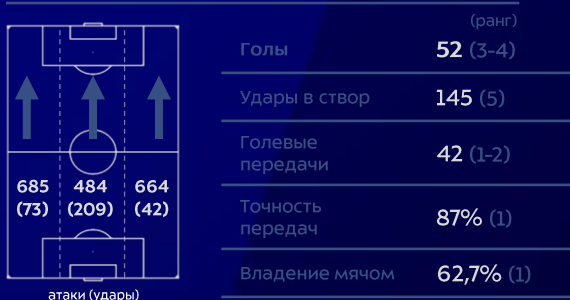 (ранг)
Голы 52 (3-4)
Удары в створ 145 (5)
Голевые
передачи 42 (1-2)
Точность
передач 87% (1)
Владение мячом 62,7% (1)
685 484 664
(73) (209) (42)
атаки (удары)